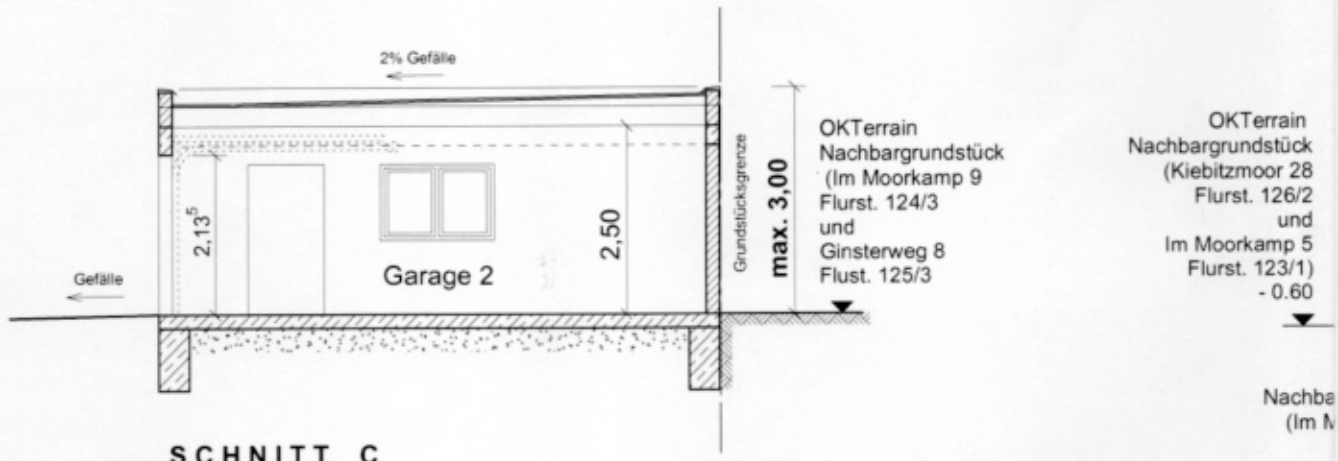 2% Gefälle
OKTerrain
Nachbargrundstück
(Im Moorkamp 9
Flurst. 124/3
und
Ginsterweg 8
Flust. 125/3
OKTerrain
Nachbargrundstück
(Kiebitzmoor 28
Flurst. 126/2
und
Im Moorkamp 5
Flurst. 123/1)
- 0.60
Grundstücksgrenze
max. 3,00
2,13⁵
2,50
Garage 2
Gefälle
(Im
SCHNITT C